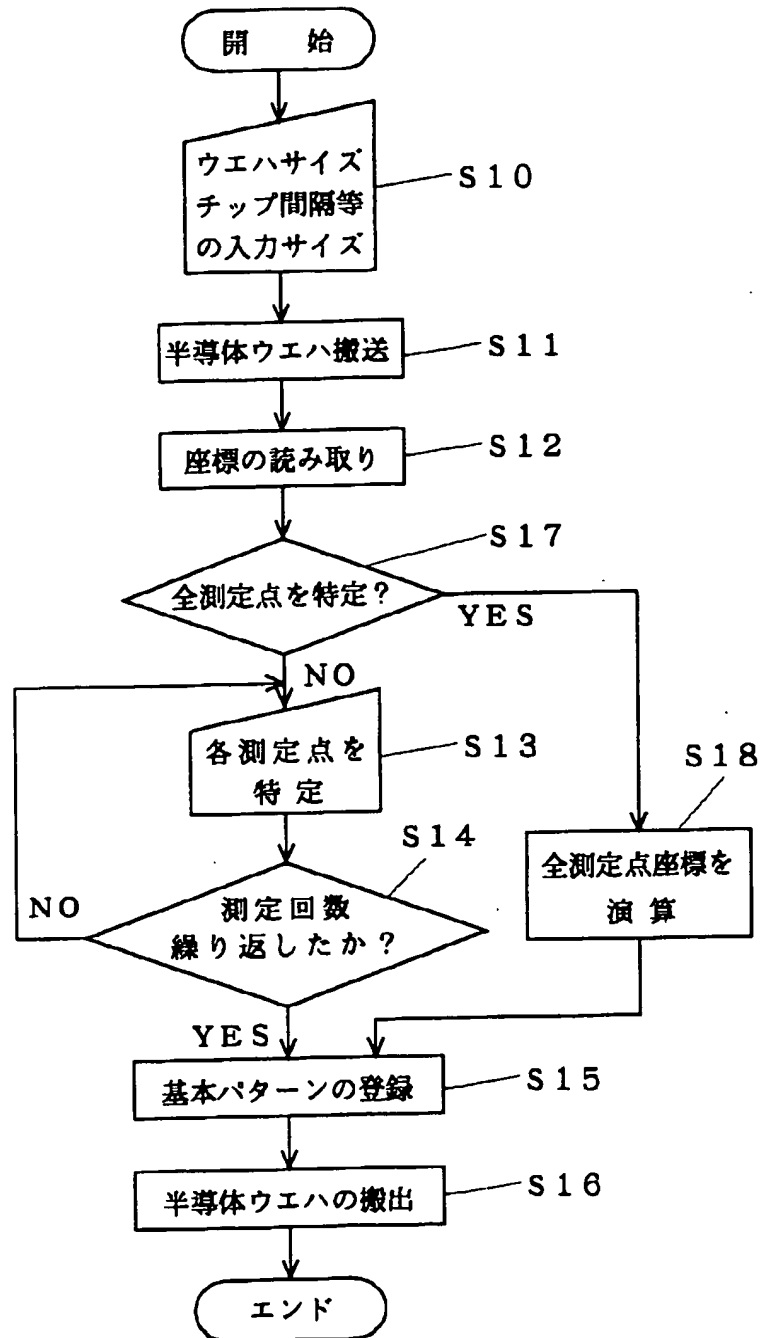 開 始
ウエハサイズ
チップ間隔等
の入力サイズ
S10
半導体ウエハ搬送
S11
座標の読み取り
S12
S17
全測定点を特定?
YES
NO
各測定点を
特定
S13
S18
全測定点座標を
演算
S14
測定回数
繰り返したか?
NO
YES
基本パターンの登録
S15
半導体ウエハの搬出
S16
エンド